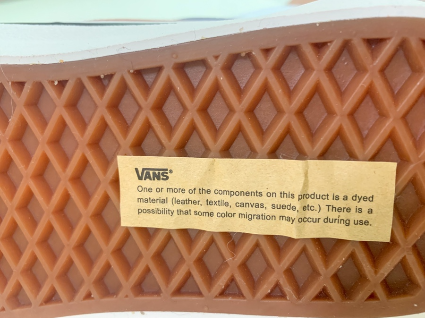 VANS®
One or more of the components on this product is a dyed
material (leather, textile, canvas, suede, etc.) There is a
possibility that some color migration may occur during use.